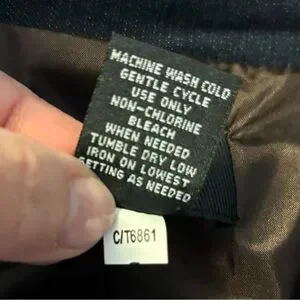 MACHINE WASH COLD
GENTLE CYCLE
USE ONLY
NON-CHLORINE
BLEACH
WHEN NEEDED
TUMBLE DRY LOW
IRON ON LOWEST
SETTING AS NEEDED
C/T6861